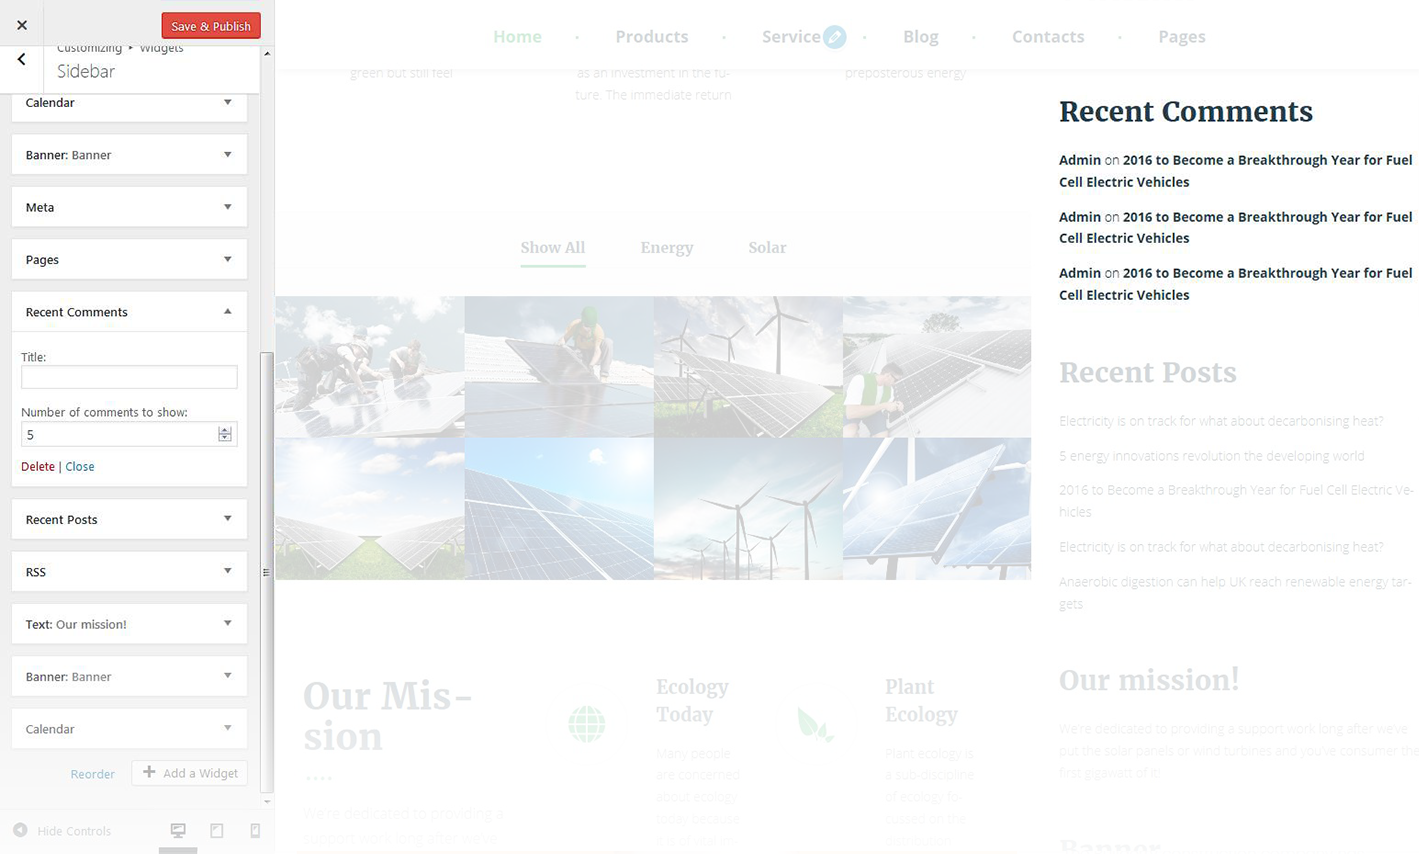 Save & Publish
Customizing ▸ Widgets
Sidebar
Calendar
Banner: Banner
Meta
Pages
Recent Comments
Title:
Number of comments to show:
5
Delete | Close
Recent Posts
RSS
Text: Our mission!
Banner: Banner
Calendar
Reorder
Add a Widget
Hide Controls
Home
Products
Service
Blog
Contacts
Pages
green but still feel
as an investment in the fu-
ture. The immediate return
preposterous energy
Show All
Energy
Solar
Our Mis-
sion
We're dedicated to providing a
support work long after we've
Ecology
Today
Many people
are concerned
about ecology
today because
Plant
Ecology
Plant ecology is
a sub-discipline
of ecology fo-
cussed on the
Recent Comments
Admin on 2016 to Become a Breakthrough Year for Fuel
Cell Electric Vehicles
Admin on 2016 to Become a Breakthrough Year for Fuel
Cell Electric Vehicles
Admin on 2016 to Become a Breakthrough Year for Fuel
Cell Electric Vehicles
Recent Posts
Electricity is on track for what about decarbonising heat?
5 energy innovations revolution the developing world
2016 to Become a Breakthrough Year for Fuel Cell Electric Ve-
hicles
Electricity is on track for what about decarbonising heat?
Anaerobic digestion can help UK reach renewable energy tar-
gets
Our mission!
We're dedicated to providing a support work long after we've
put the solar panels or wind turbines and you've consumer the
first gigawatt of it!
Banner